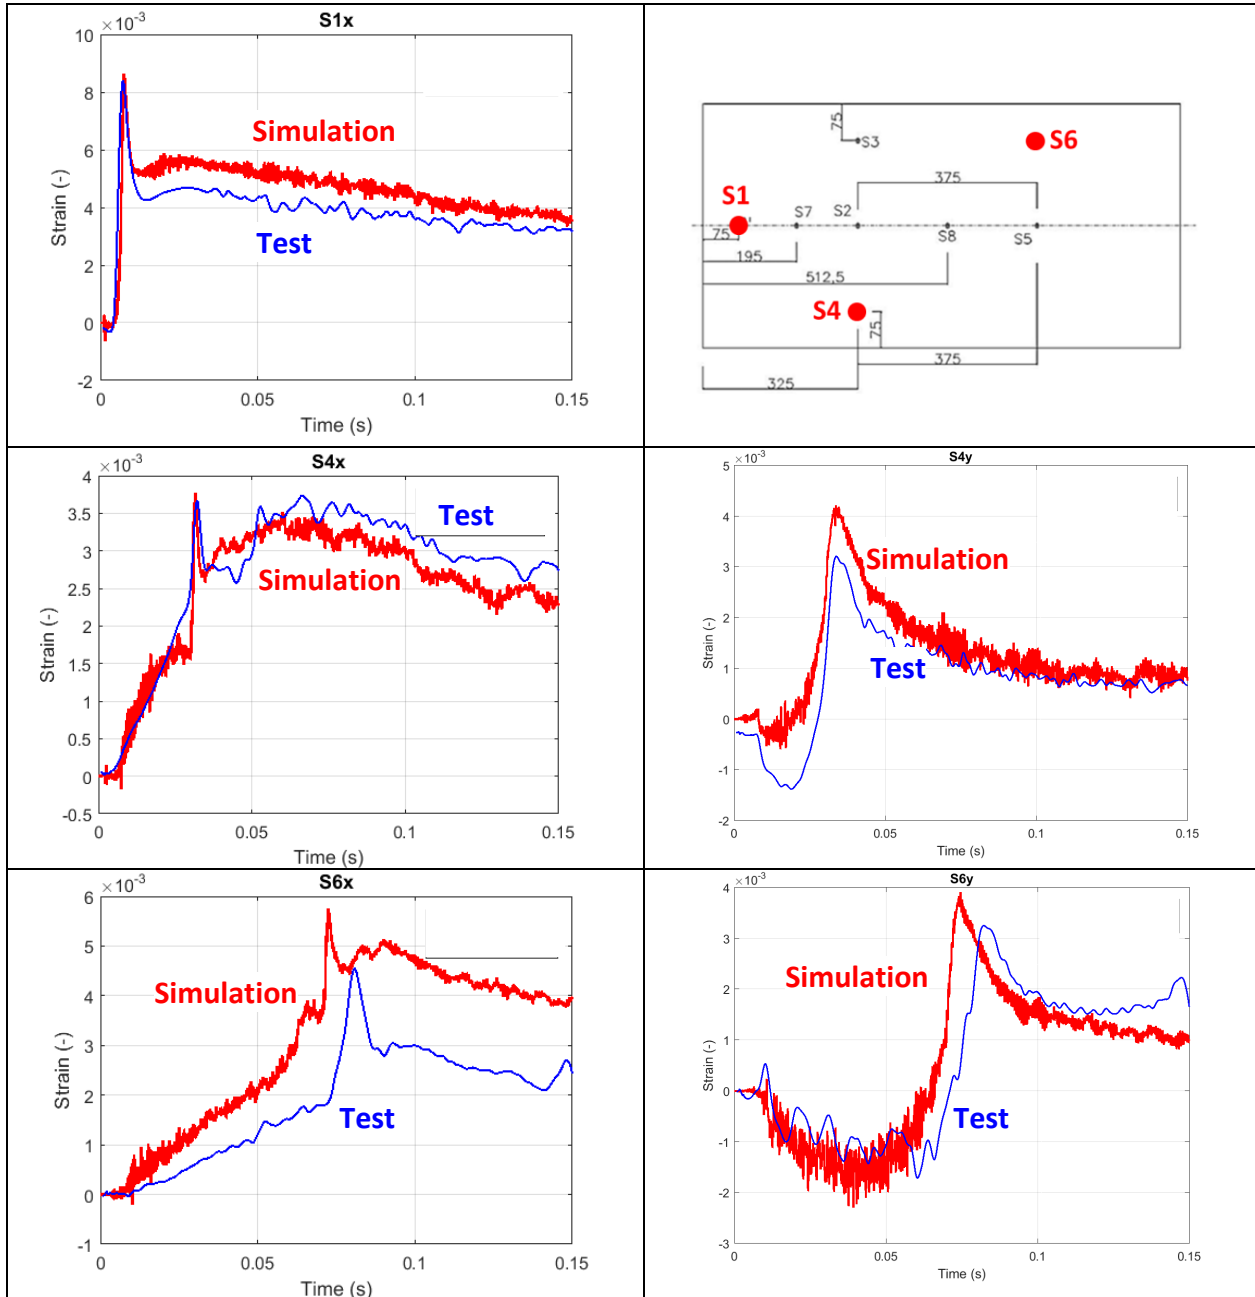 ×10⁻³
S1x
10
8
6
4
2
0
-2
Strain (-)
Simulation
Test
0
0.05
0.1
0.15
Time (s)
75
S3
S6
375
S1
S7
S2
S8
S5
75
195
512,5
S4
75
375
325
×10⁻³
S4x
4
3.5
3
2.5
2
1.5
1
0.5
0
-0.5
Strain (-)
Test
Simulation
0
0.05
0.1
0.15
Time (s)
×10⁻³
S4y
5
4
3
2
1
0
-1
-2
Strain (-)
Simulation
Test
0
0.05
0.1
0.15
Time (s)
×10⁻³
S6x
6
5
4
3
2
1
0
-1
Strain (-)
Simulation
Test
0
0.05
0.1
0.15
Time (s)
×10⁻³
S6y
4
3
2
1
0
-1
-2
-3
Strain (-)
Simulation
Test
0
0.05
0.1
0.15
Time (s)